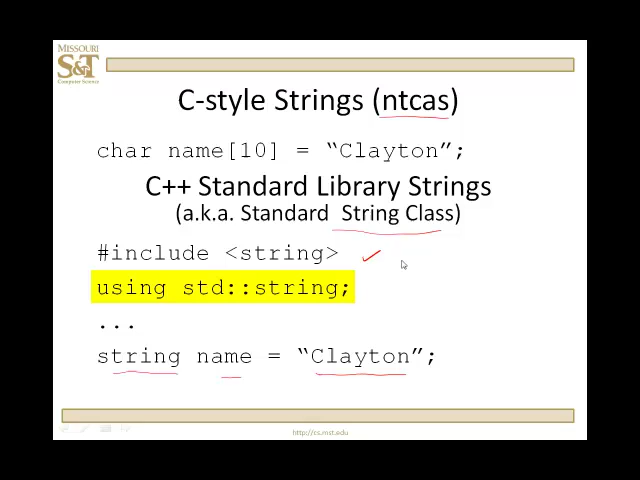 MISSOURI
S&T
Computer Science
C-style Strings (ntcas)
char name[10] = “Clayton”;
C++ Standard Library Strings
(a.k.a. Standard String Class)
#include <string>
using std::string;
...
string name = “Clayton”;
http://cs.mst.edu